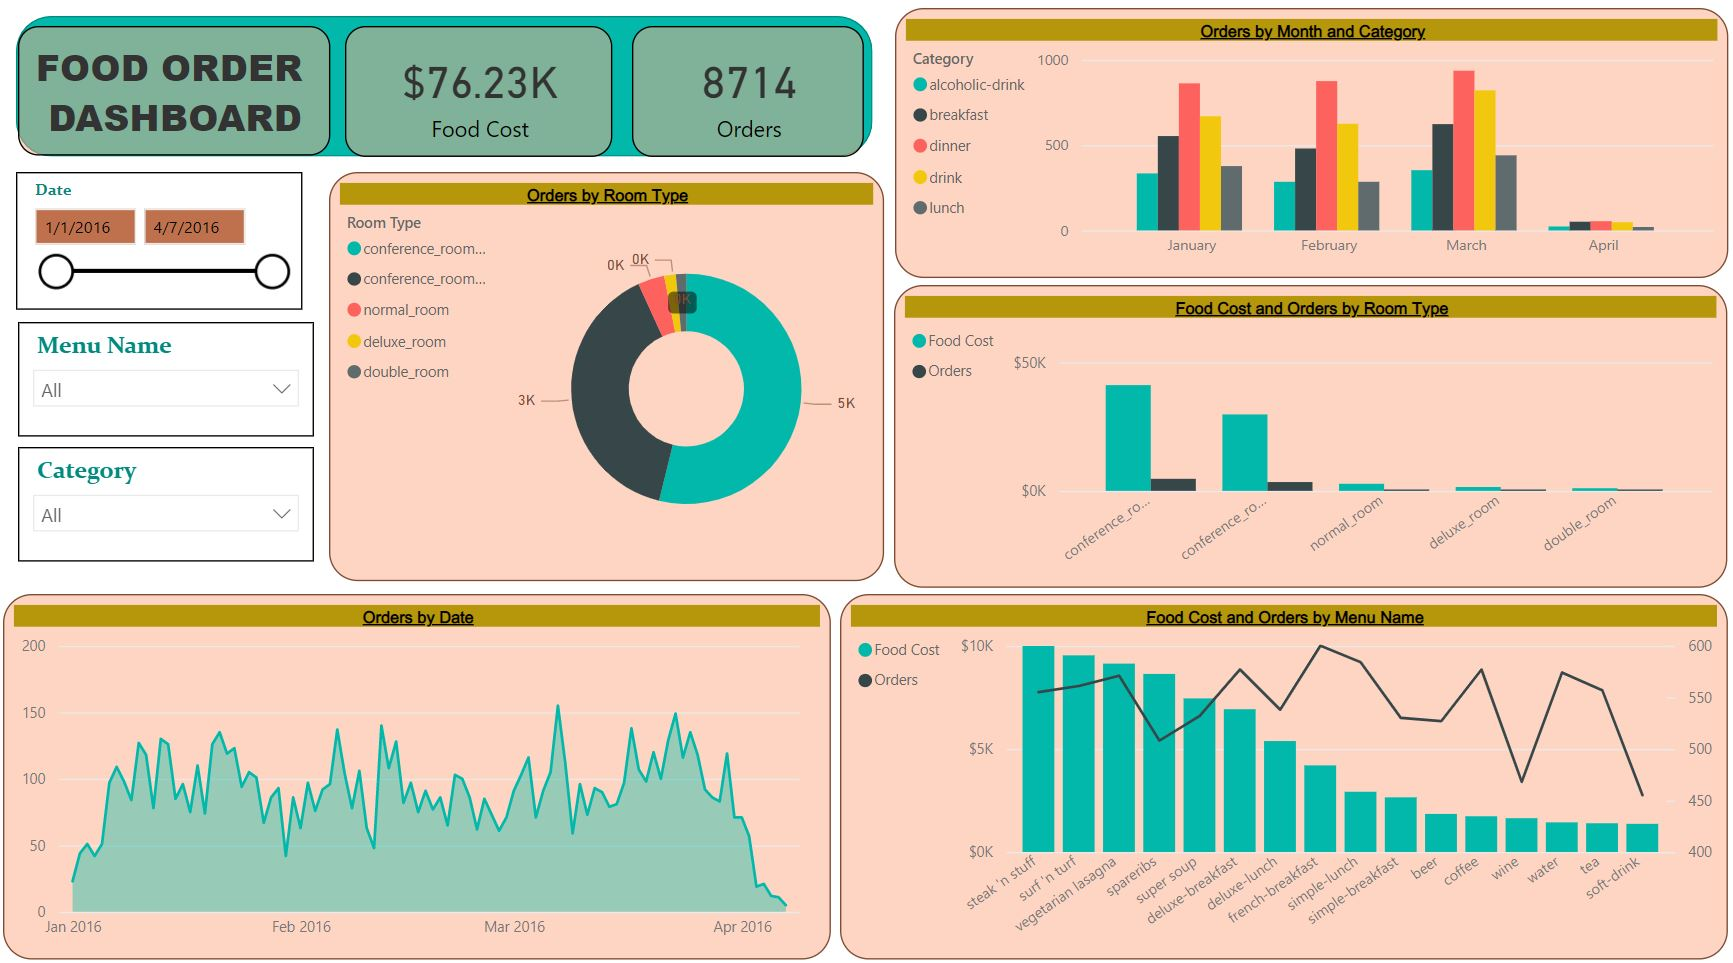 FOOD ORDER
DASHBOARD
$76.23K
Food Cost
8714
Orders
Date
1/1/2016
4/7/2016
Menu Name
All
Category
All
Orders by Room Type
Room Type
conference_room...
conference_room...
normal_room
deluxe_room
double_room
0K
0K
0K
3K
5K
Orders by Month and Category
Category
alcoholic-drink
breakfast
dinner
drink
lunch
1000
500
0
January
February
March
April
Food Cost and Orders by Room Type
Food Cost
Orders
$50K
$0K
conference_ro...
conference_ro...
normal_room
deluxe_room
double_room
Orders by Date
200
150
100
50
0
Jan 2016
Feb 2016
Mar 2016
Apr 2016
Food Cost and Orders by Menu Name
Food Cost
Orders
$10K
$5K
$0K
600
550
500
450
400
steak 'n stuff
surf 'n turf
vegetarian lasagna
spareribs
super soup
deluxe-breakfast
deluxe-lunch
french-breakfast
simple-lunch
simple-breakfast
beer
coffee
wine
water
tea
soft-drink